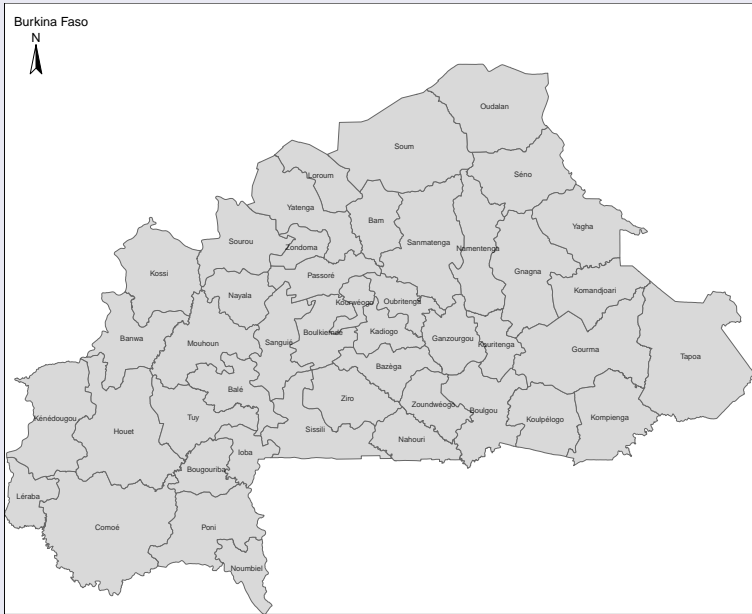 Burkina Faso
N
Oudalan
Soum
Séno
Loroum
Yatenga
Bam
Yagha
Sourou
Zondoma
Sanmatenga
Namentenga
Kossi
Gnagna
Passoré
Komandjoari
Nayala
Kourwéogo
Oubritenga
Banwa
Mouhoun
Sanguié
Boulkiemdé
Kadiogo
Ganzourgou
Kouritenga
Gourma
Tapoa
Bazèga
Balé
Ziro
Zoundwéogo
Boulgou
Kénédougou
Houet
Tuy
Koulpélogo
Kompienga
Sissili
Nahouri
Ioba
Bougouriba
Léraba
Comoé
Poni
Noumbiel